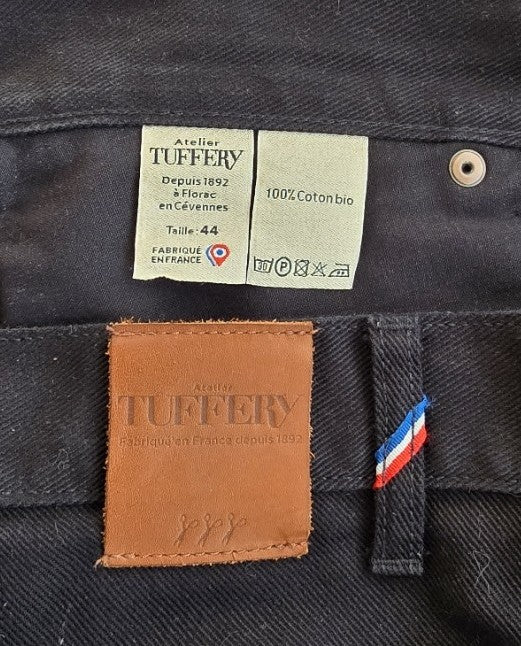 Atelier
TUFFERY
Depuis 1892
à Florac
en Cévennes
Taille : 44
FABRIQUÉ
EN FRANCE
100% Coton bio
30 P
Atelier
TUFFERY
Fabriqué en France depuis 1892